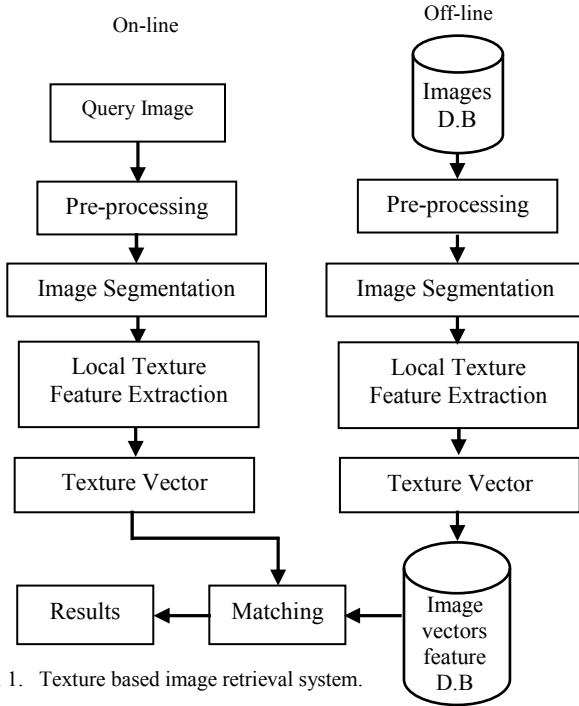 On-line
Query Image
Pre-processing
Image Segmentation
Local Texture
Feature Extraction
Texture Vector
Off-line
Images
D.B
Pre-processing
Image Segmentation
Local Texture
Feature Extraction
Texture Vector
Image
vectors
feature
D.B
Matching
Results
1. Texture based image retrieval system.